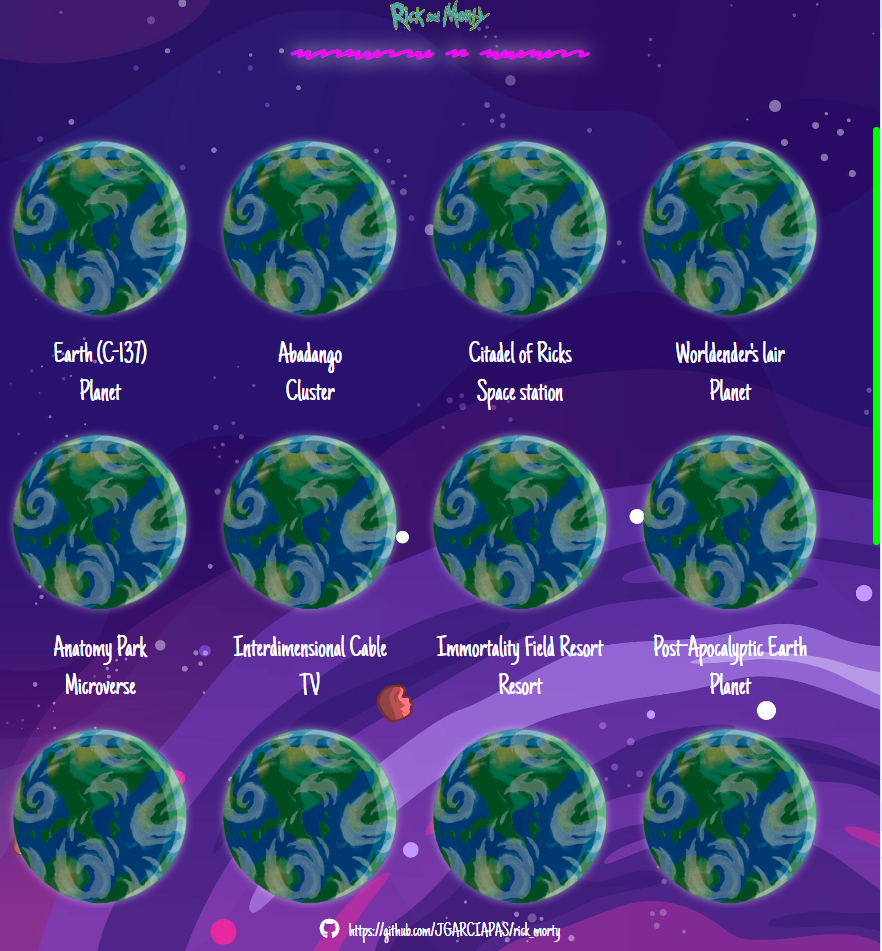 Rick and Morty
Earth (C-137)
Planet
Abadango
Cluster
Citadel of Ricks
Space station
Worldender's lair
Planet
Anatomy Park
Microverse
Interdimensional Cable
TV
Immortality Field Resort
Resort
Post-Apocalyptic Earth
Planet
https://github.com/JGARCIAPAS/rick_morty